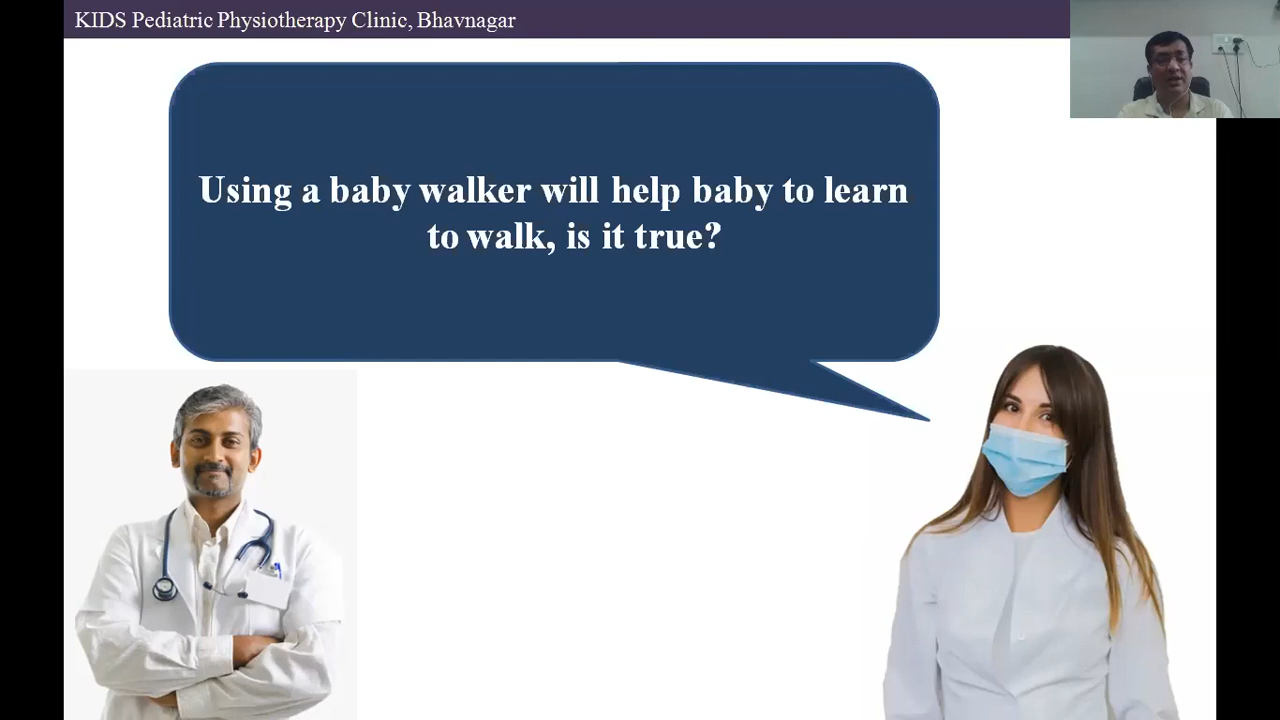 KIDS Pediatric Physiotherapy Clinic, Bhavnagar
Using a baby walker will help baby to learn
to walk, is it true?